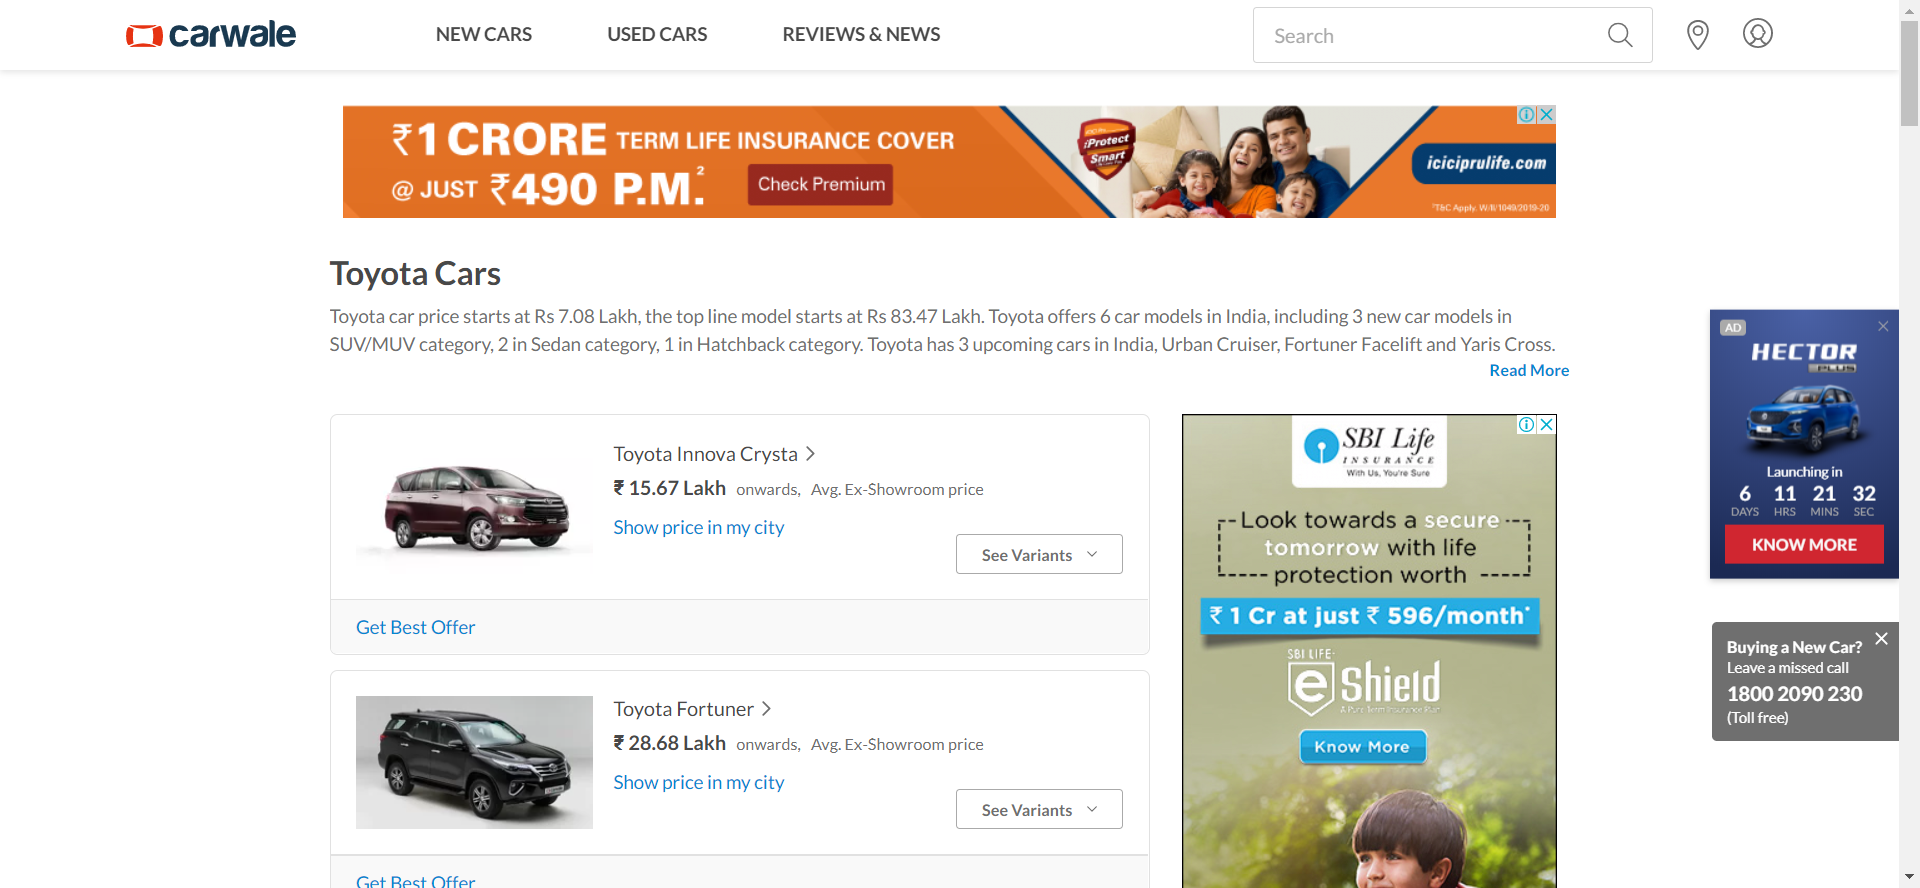 carwale
NEW CARS
USED CARS
REVIEWS & NEWS
Search
₹1 CRORE TERM LIFE INSURANCE COVER
@ JUST ₹490 P.M.²
Check Premium
iProtect
Smart
iciciprulife.com
Toyota Cars
Toyota car price starts at Rs 7.08 Lakh, the top line model starts at Rs 83.47 Lakh. Toyota offers 6 car models in India, including 3 new car models in
SUV/MUV category, 2 in Sedan category, 1 in Hatchback category. Toyota has 3 upcoming cars in India, Urban Cruiser, Fortuner Facelift and Yaris Cross.
Read More
Toyota Innova Crysta
₹ 15.67 Lakh onwards, Avg. Ex-Showroom price
Show price in my city
See Variants
Get Best Offer
Toyota Fortuner
₹ 28.68 Lakh onwards, Avg. Ex-Showroom price
Show price in my city
See Variants
Get Best Offer
SBI Life
INSURANCE
With Us, You're Sure
Look towards a secure
tomorrow with life
protection worth
₹ 1 Cr at just ₹ 596/month*
SBI LIFE-
eShield
A Pure Term Insurance Plan
Know More
AD
HECTOR
PLUS
Launching in
6 11 21 32
DAYS HRS MINS SEC
KNOW MORE
Buying a New Car?
Leave a missed call
1800 2090 230
(Toll free)